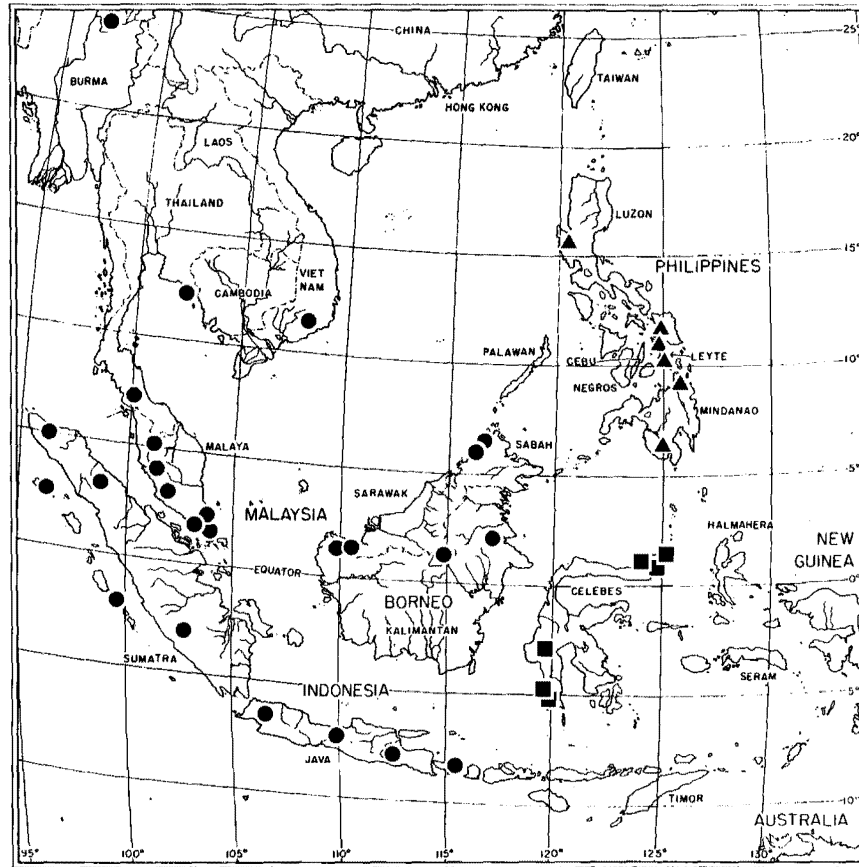 CHINA
25°
BURMA
TAIWAN
HONG KONG
20°
LAOS
THAILAND
LUZON
VIET
NAM
15°
PHILIPPINES
CAMBODIA
PALAWAN
CEBU
LEYTE
10°
NEGROS
MINDANAO
MALAYA
SABAH
5°
SARAWAK
MALAYSIA
HALMAHERA
NEW
GUINEA
EQUATOR
0°
CELEBES
BORNEO
KALIMANTAN
SUMATRA
SERAM
INDONESIA
5°
JAVA
TIMOR
10°
AUSTRALIA
95° 100° 105° 110° 115° 120° 125° 130°